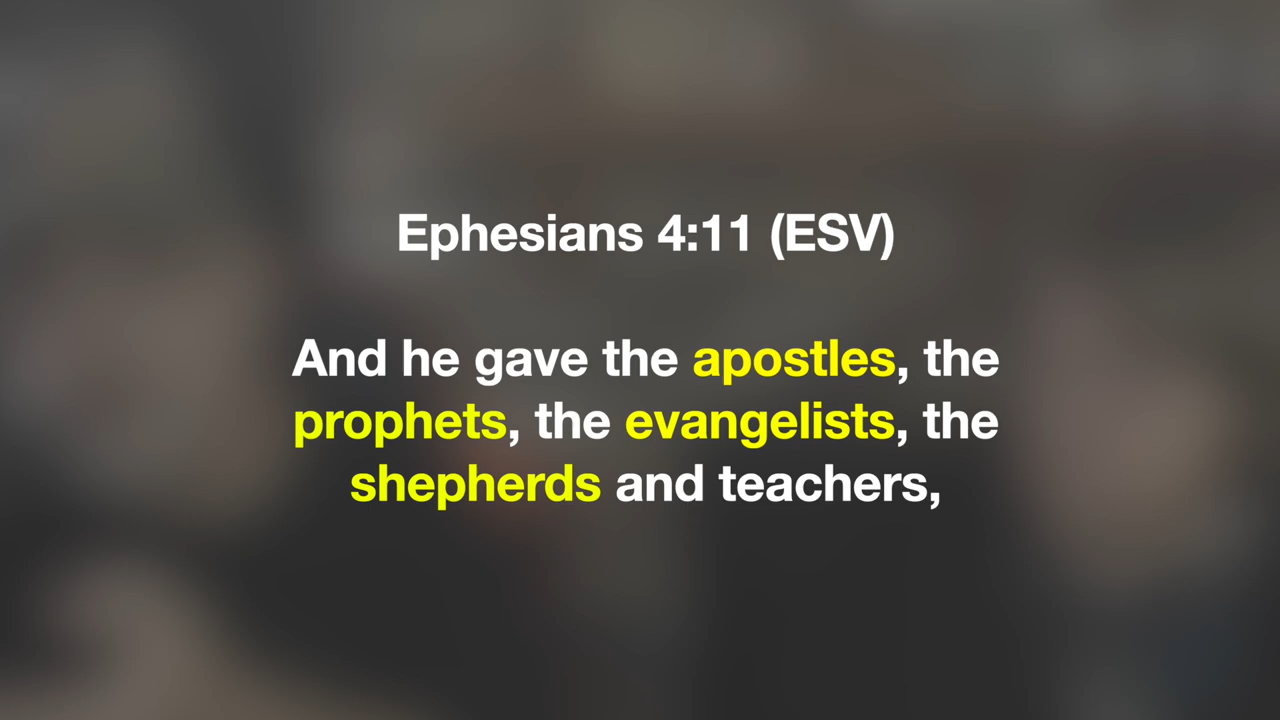 Ephesians 4:11 (ESV)
And he gave the apostles, the
prophets, the evangelists, the
shepherds and teachers,